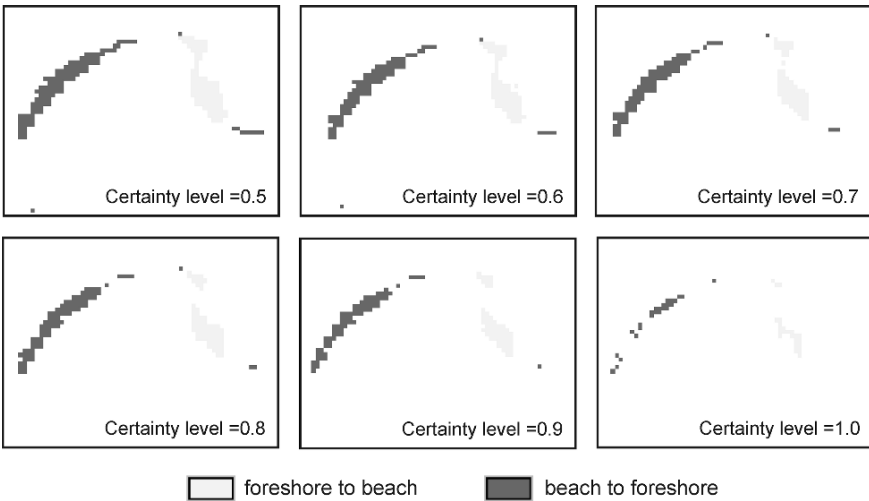 Certainty level =0.5
Certainty level =0.6
Certainty level =0.7
Certainty level =0.8
Certainty level =0.9
Certainty level =1.0
foreshore to beach
beach to foreshore